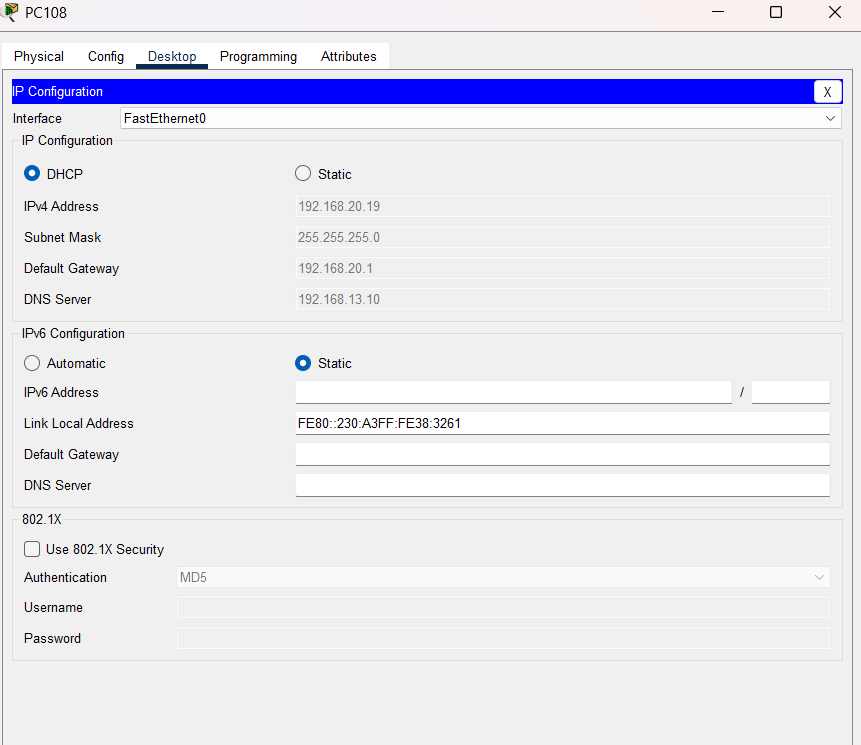 PC108
Physical Config Desktop Programming Attributes
IP Configuration X
Interface FastEthernet0
IP Configuration
DHCP Static
IPv4 Address 192.168.20.19
Subnet Mask 255.255.255.0
Default Gateway 192.168.20.1
DNS Server 192.168.13.10
IPv6 Configuration
Automatic Static
IPv6 Address /
Link Local Address FE80::230:A3FF:FE38:3261
Default Gateway
DNS Server
802.1X
Use 802.1X Security
Authentication MD5
Username
Password